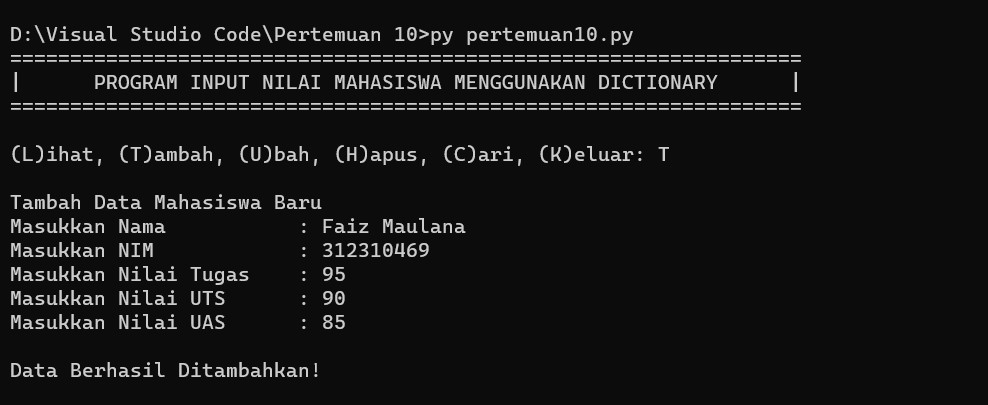 D:\Visual Studio Code\Pertemuan 10>py pertemuan10.py
==================================================================
|      PROGRAM INPUT NILAI MAHASISWA MENGGUNAKAN DICTIONARY      |
==================================================================
(L)ihat, (T)ambah, (U)bah, (H)apus, (C)ari, (K)eluar: T
Tambah Data Mahasiswa Baru
Masukkan Nama           : Faiz Maulana
Masukkan NIM            : 312310469
Masukkan Nilai Tugas    : 95
Masukkan Nilai UTS      : 90
Masukkan Nilai UAS      : 85
Data Berhasil Ditambahkan!